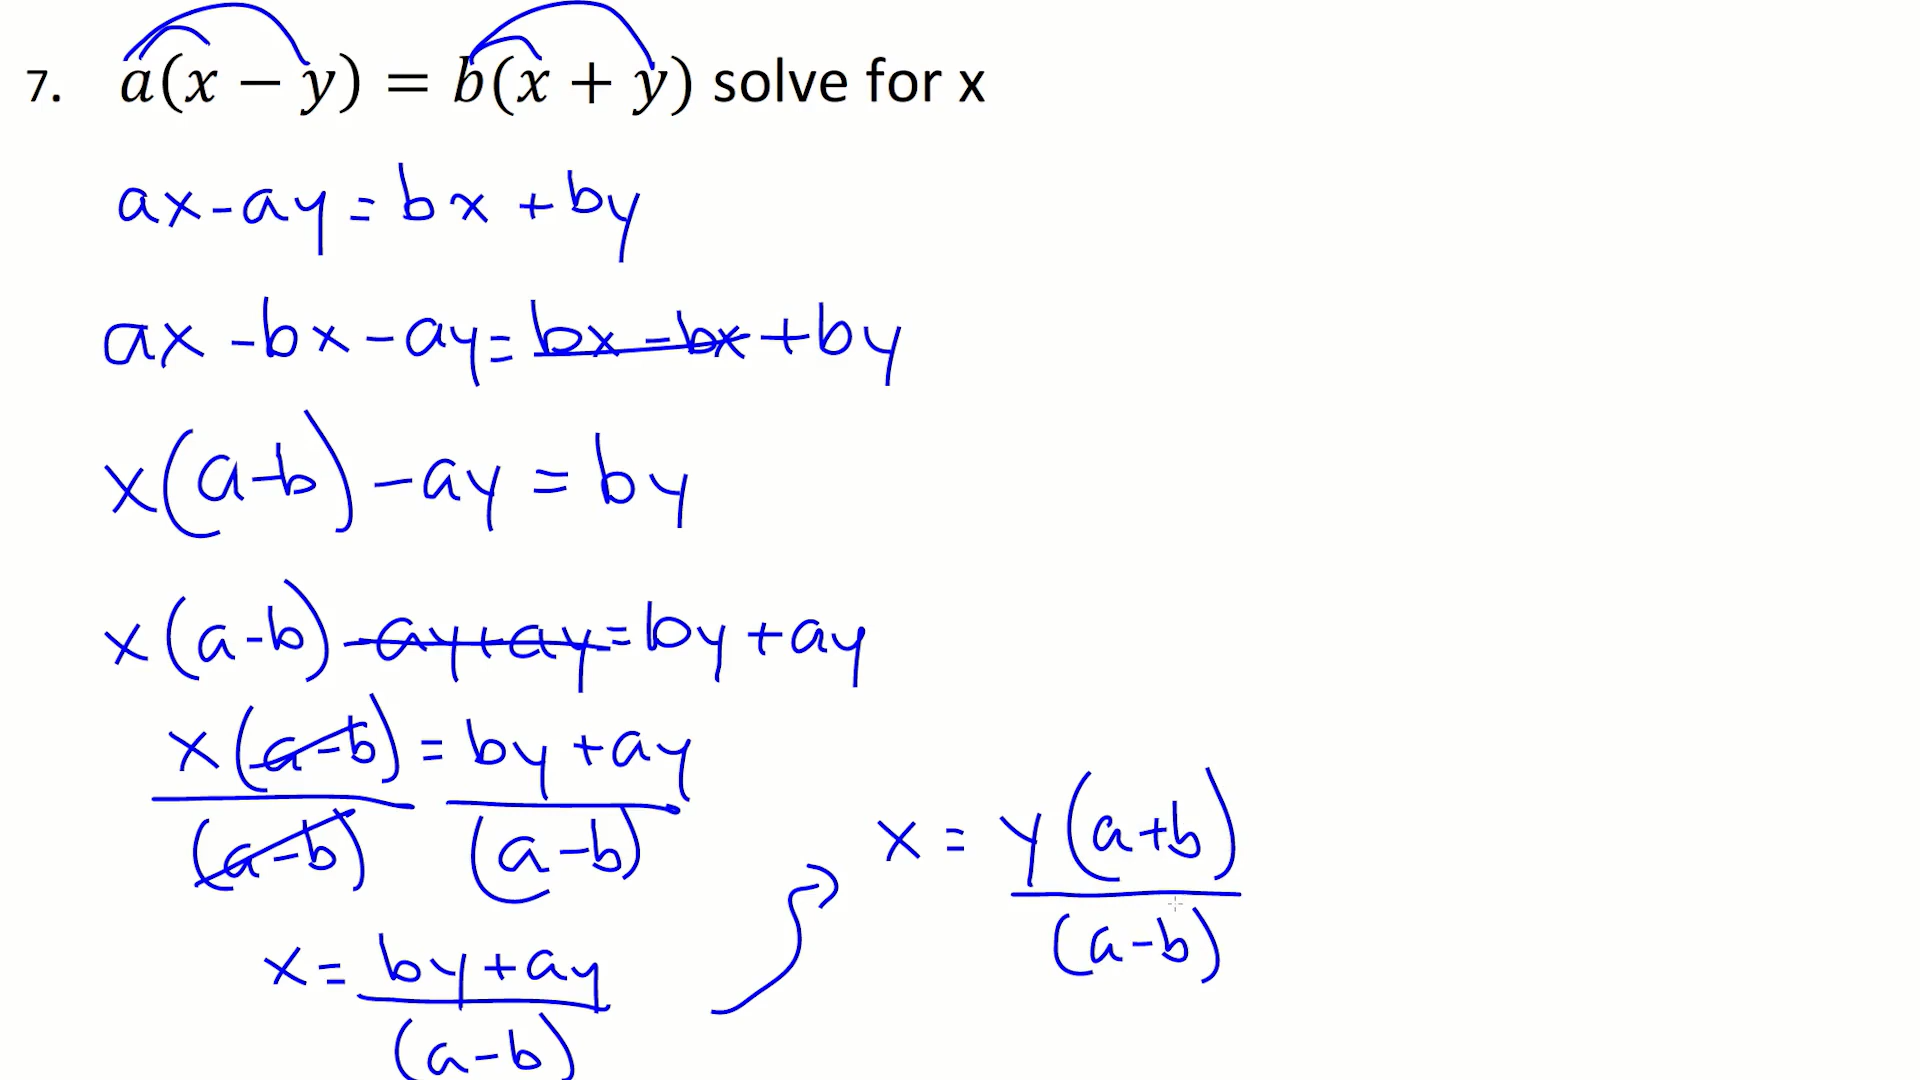 7. a(x − y) = b(x + y) solve for x
ax - ay = bx + by
ax - bx - ay = bx - bx + by
x(a-b) - ay = by
x(a-b) - ay + ay = by + ay
x(a-b) = by + ay
(a-b) (a-b)
x = by + ay
(a-b)
x = y(a+b)
(a-b)